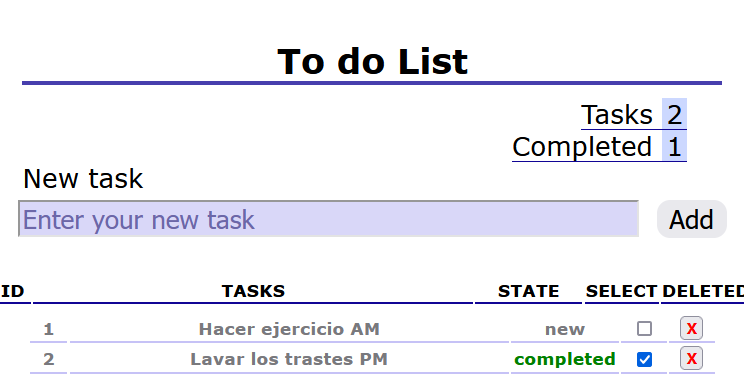 To do List
Tasks 2
Completed 1
New task
Enter your new task Add
ID TASKS STATE SELECT DELETED
1 Hacer ejercicio AM new X
2 Lavar los trastes PM completed X